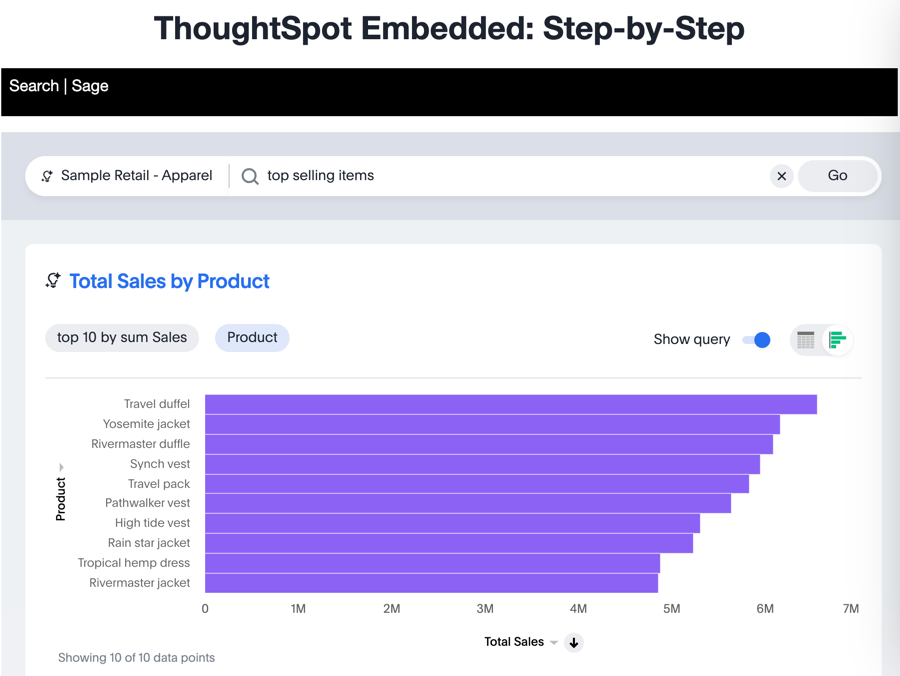 ThoughtSpot Embedded: Step-by-Step
Search | Sage
Sample Retail - Apparel
top selling items
Go
Total Sales by Product
top 10 by sum Sales
Product
Show query
Travel duffel
Yosemite jacket
Rivermaster duffle
Synch vest
Travel pack
Pathwalker vest
High tide vest
Rain star jacket
Tropical hemp dress
Rivermaster jacket
Product
0 1M 2M 3M 4M 5M 6M 7M
Total Sales
Showing 10 of 10 data points